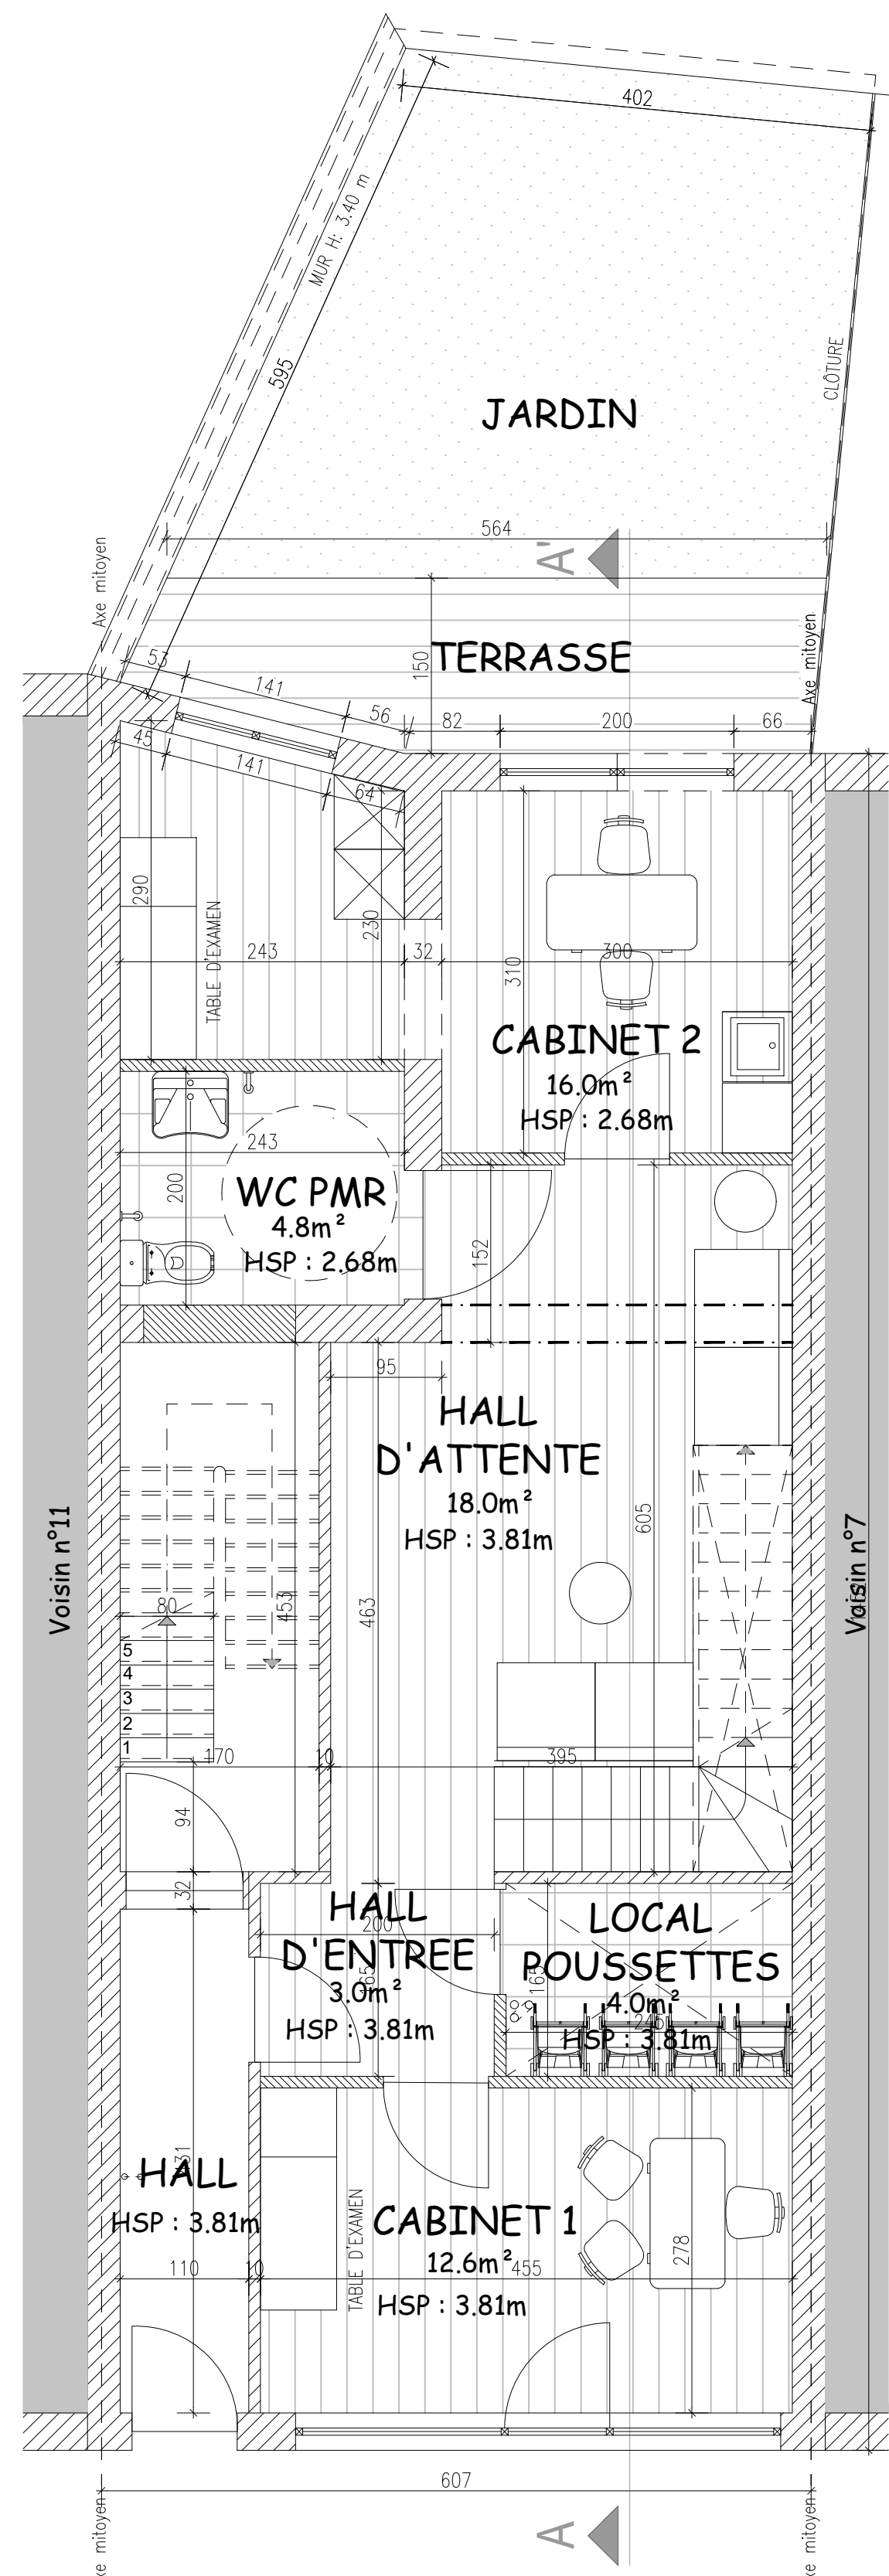 402
MUR H: 3.40 m
595
CLÔTURE
JARDIN
564
A'
Axe mitoyen
Axe mitoyen
TERRASSE
150
53
141
56
82
200
66
45
141
64
290
230
TABLE D'EXAMEN
243
32
300
310
CABINET 2
16.0m²
HSP : 2.68m
243
200
WC PMR
4.8m²
HSP : 2.68m
152
95
HALL
D'ATTENTE
18.0m²
HSP : 3.81m
605
Voisin n°11
Voisin n°7
463
453
80
5
4
3
2
1
170
10
395
94
32
HALL
D'ENTREE
200
3.0m²
HSP : 3.81m
LOCAL
POUSSETTES
165
4.0m²
HSP : 3.81m
HALL
HSP : 3.81m
110
10
TABLE D'EXAMEN
CABINET 1
12.6m²
455
HSP : 3.81m
278
607
A
mitoyen
mitoyen